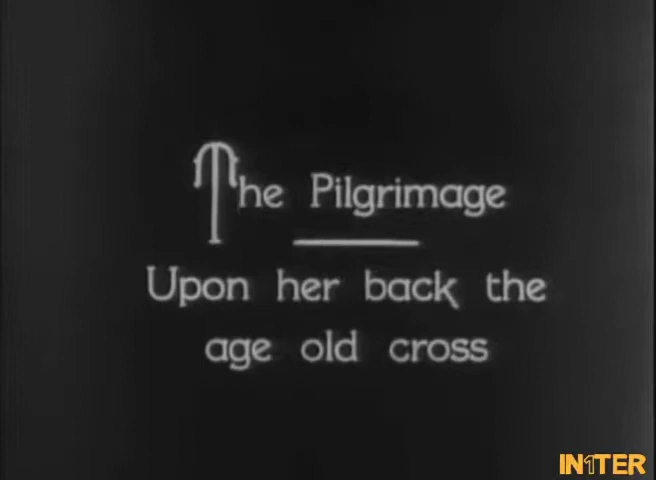 The Pilgrimage
Upon her back the
age old cross
IN1TER